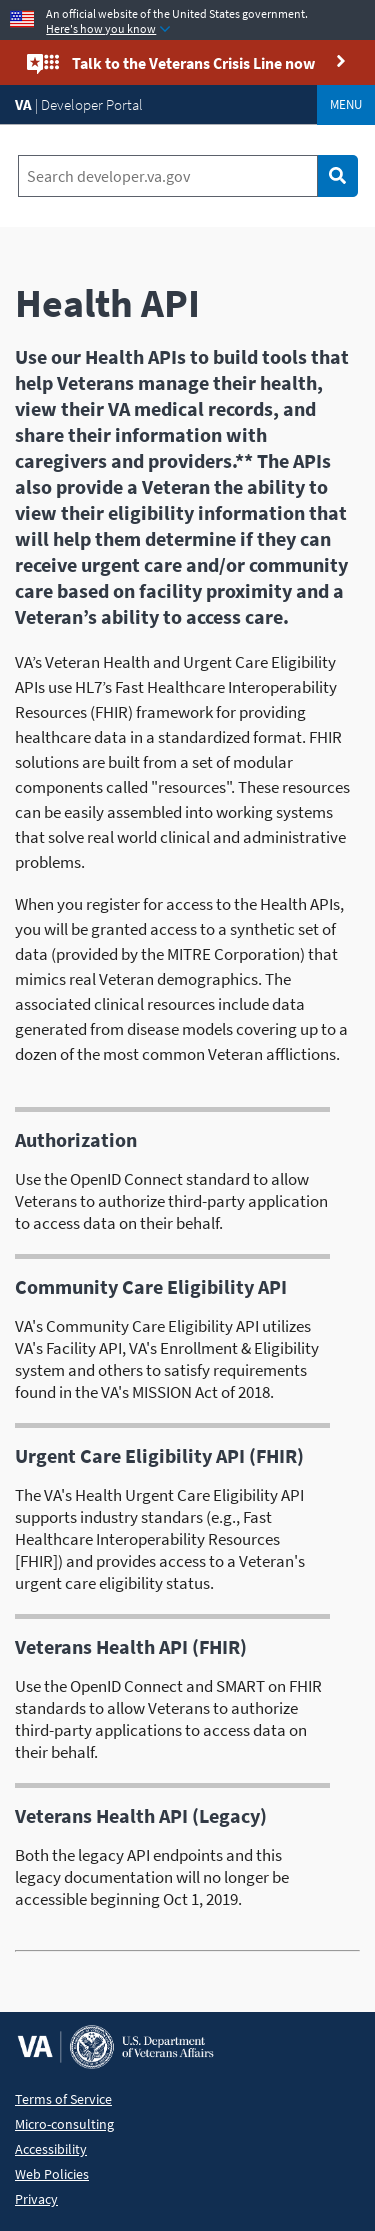 An official website of the United States government.
Here's how you know
Talk to the Veterans Crisis Line now
VA | Developer Portal
MENU
Search developer.va.gov
Health API
Use our Health APIs to build tools that
help Veterans manage their health,
view their VA medical records, and
share their information with
caregivers and providers.** The APIs
also provide a Veteran the ability to
view their eligibility information that
will help them determine if they can
receive urgent care and/or community
care based on facility proximity and a
Veteran’s ability to access care.
VA’s Veteran Health and Urgent Care Eligibility
APIs use HL7’s Fast Healthcare Interoperability
Resources (FHIR) framework for providing
healthcare data in a standardized format. FHIR
solutions are built from a set of modular
components called "resources". These resources
can be easily assembled into working systems
that solve real world clinical and administrative
problems.
When you register for access to the Health APIs,
you will be granted access to a synthetic set of
data (provided by the MITRE Corporation) that
mimics real Veteran demographics. The
associated clinical resources include data
generated from disease models covering up to a
dozen of the most common Veteran afflictions.
Authorization
Use the OpenID Connect standard to allow
Veterans to authorize third-party application
to access data on their behalf.
Community Care Eligibility API
VA's Community Care Eligibility API utilizes
VA's Facility API, VA's Enrollment & Eligibility
system and others to satisfy requirements
found in the VA's MISSION Act of 2018.
Urgent Care Eligibility API (FHIR)
The VA's Health Urgent Care Eligibility API
supports industry standars (e.g., Fast
Healthcare Interoperability Resources
[FHIR]) and provides access to a Veteran's
urgent care eligibility status.
Veterans Health API (FHIR)
Use the OpenID Connect and SMART on FHIR
standards to allow Veterans to authorize
third-party applications to access data on
their behalf.
Veterans Health API (Legacy)
Both the legacy API endpoints and this
legacy documentation will no longer be
accessible beginning Oct 1, 2019.
VA
U.S. Department
of Veterans Affairs
Terms of Service
Micro-consulting
Accessibility
Web Policies
Privacy